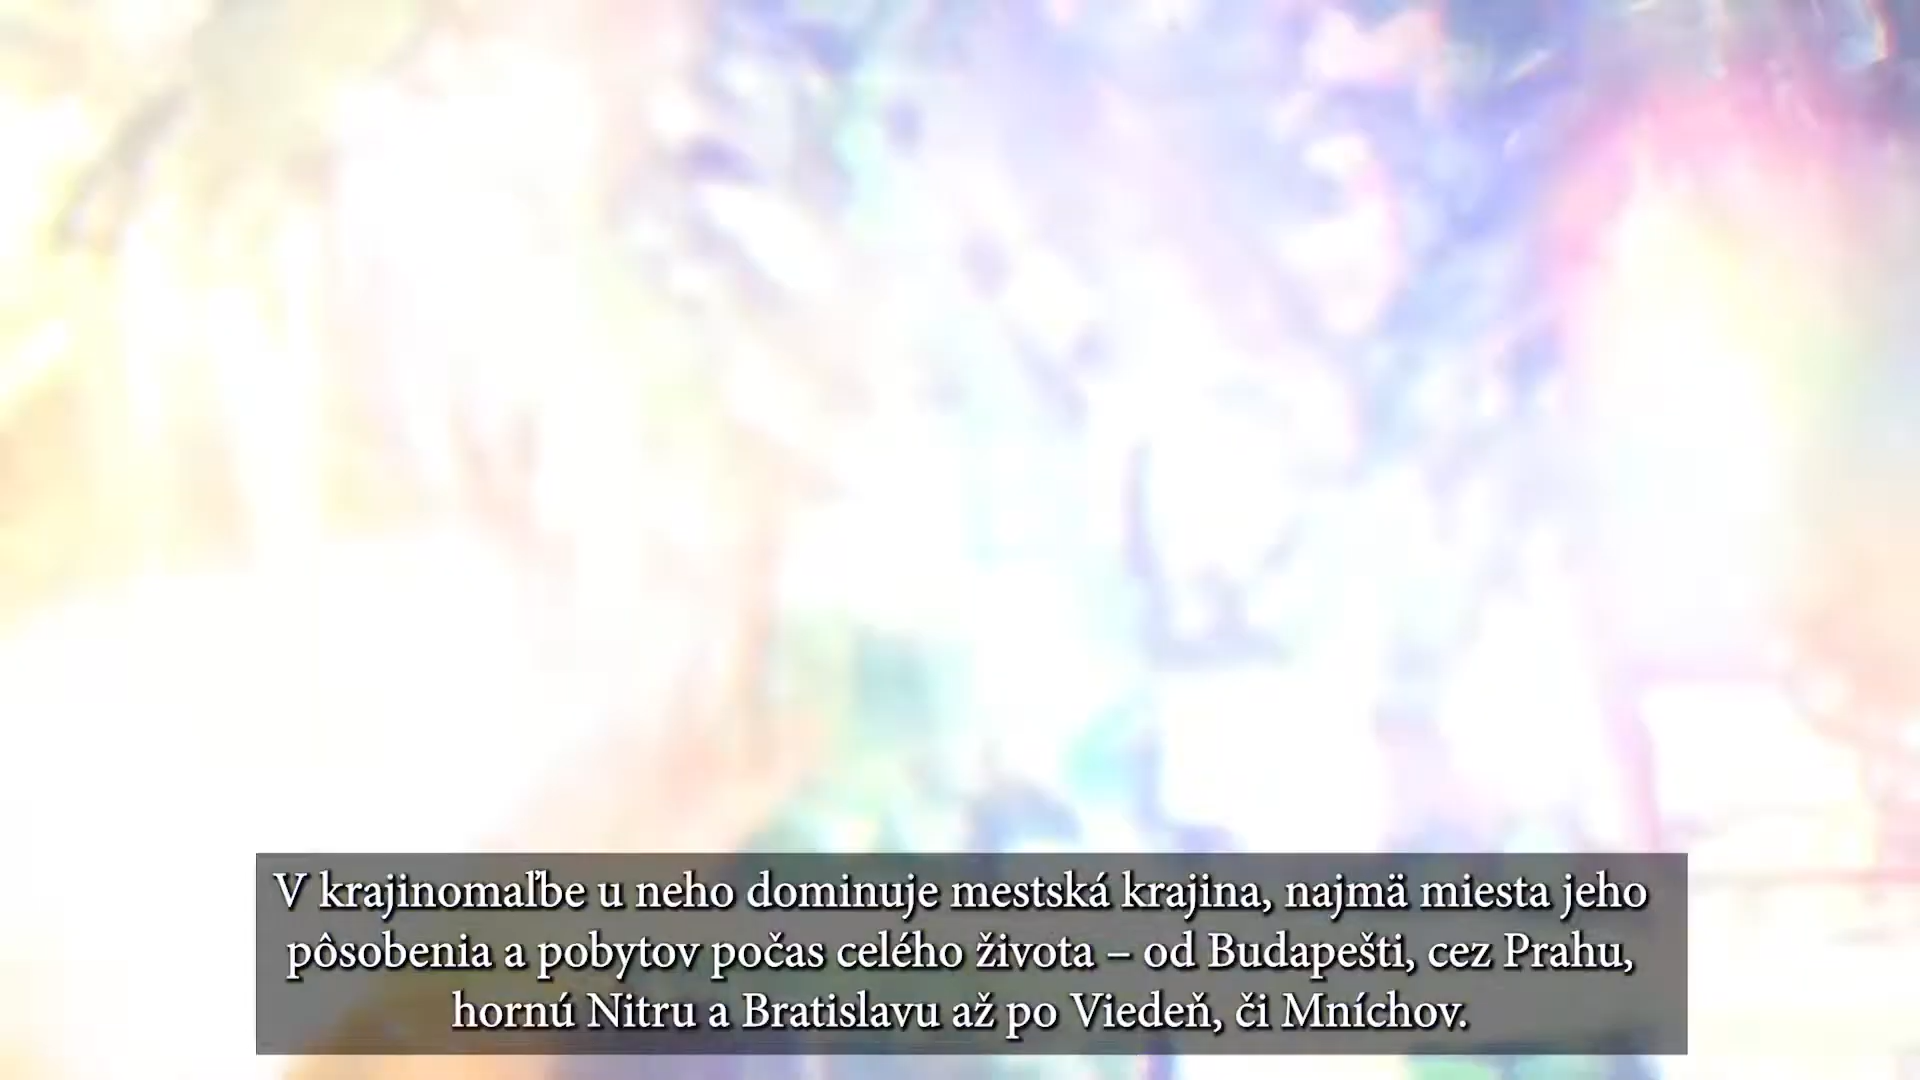 V krajinomaľbe u neho dominuje mestská krajina, najmä miesta jeho
pôsobenia a pobytov počas celého života – od Budapešti, cez Prahu,
hornú Nitru a Bratislavu až po Viedeň, či Mníchov.